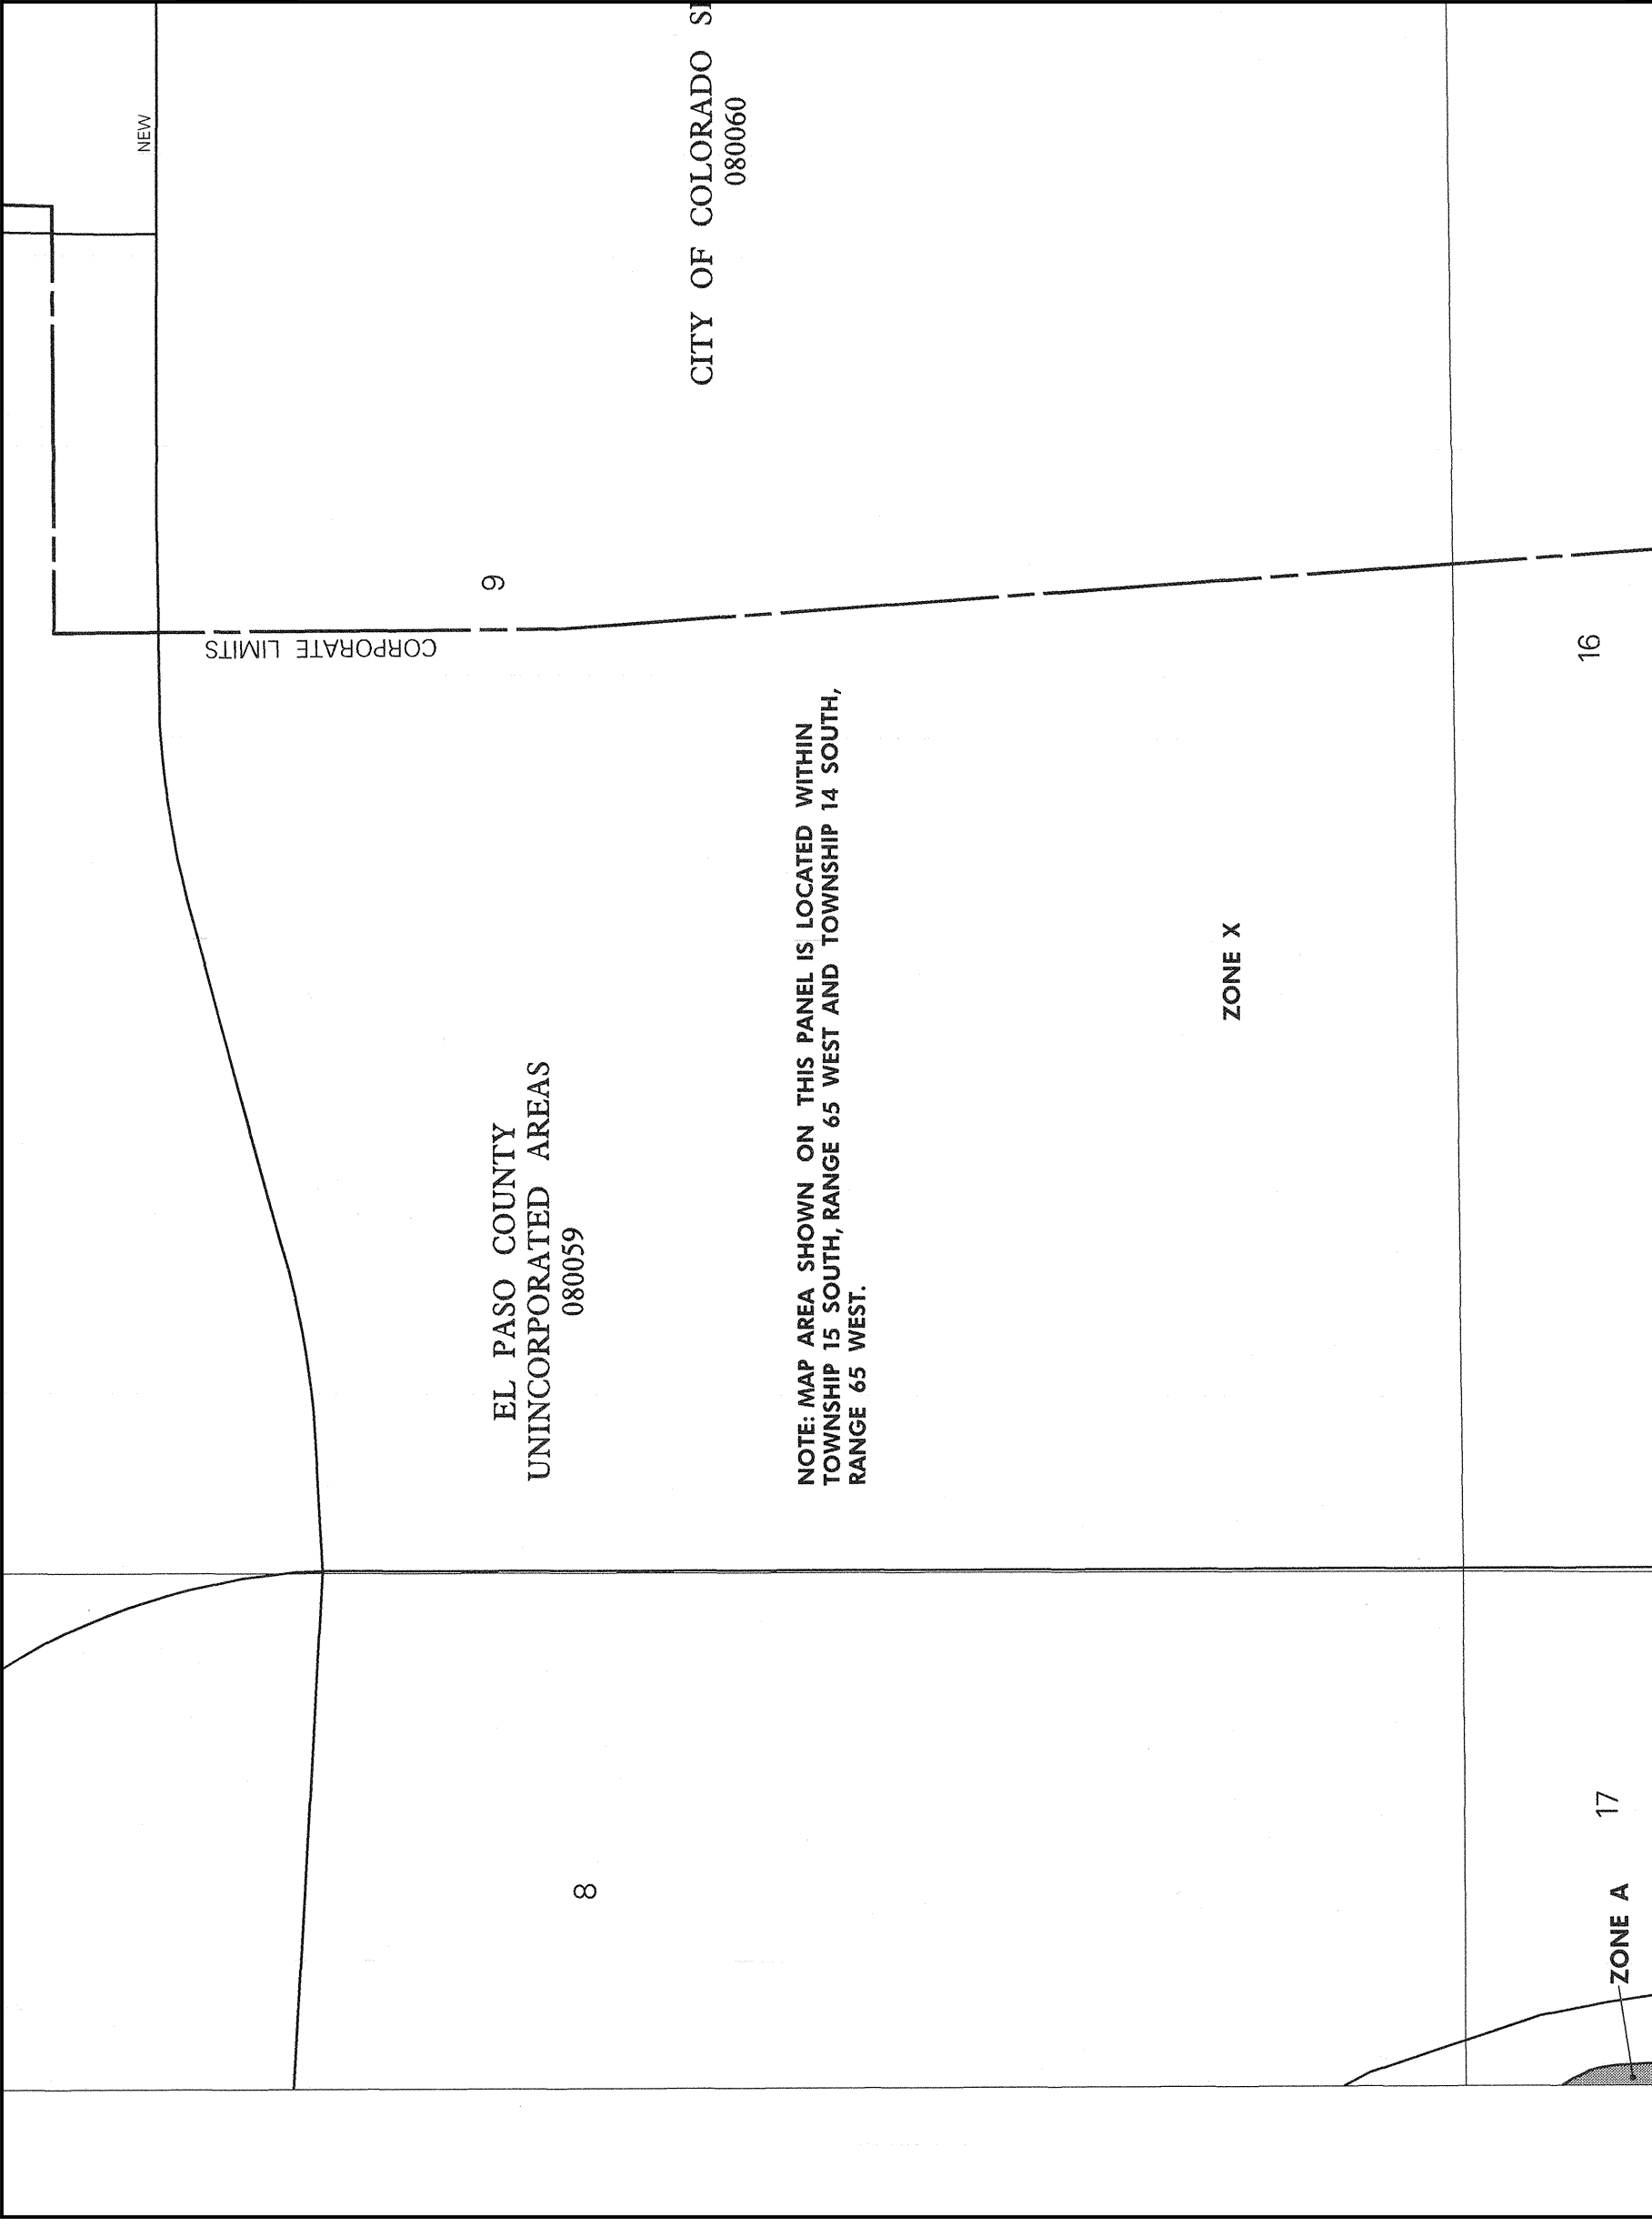 NEW
CORPORATE LIMITS
9
EL PASO COUNTY
UNINCORPORATED AREAS
080059
8
CITY OF COLORADO S
080060
NOTE: MAP AREA SHOWN ON THIS PANEL IS LOCATED WITHIN
TOWNSHIP 15 SOUTH, RANGE 65 WEST AND TOWNSHIP 14 SOUTH,
RANGE 65 WEST.
ZONE X
16
17
ZONE A